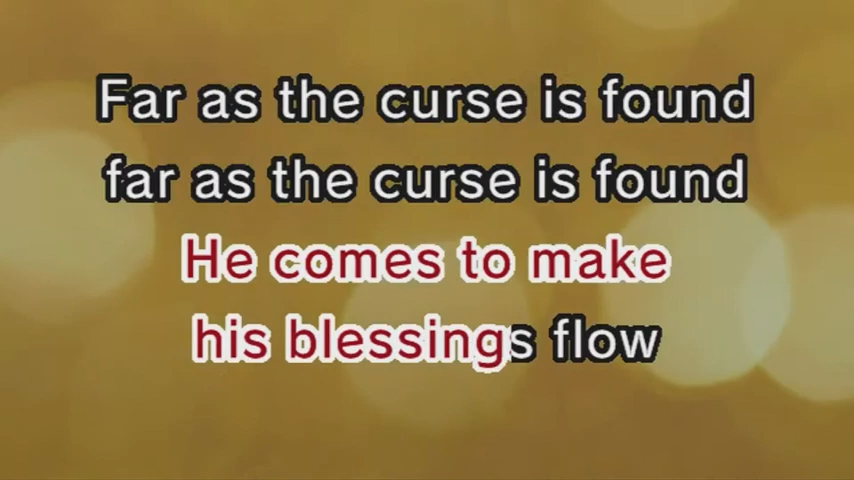 Far as the curse is found
far as the curse is found
He comes to make
his blessings flow